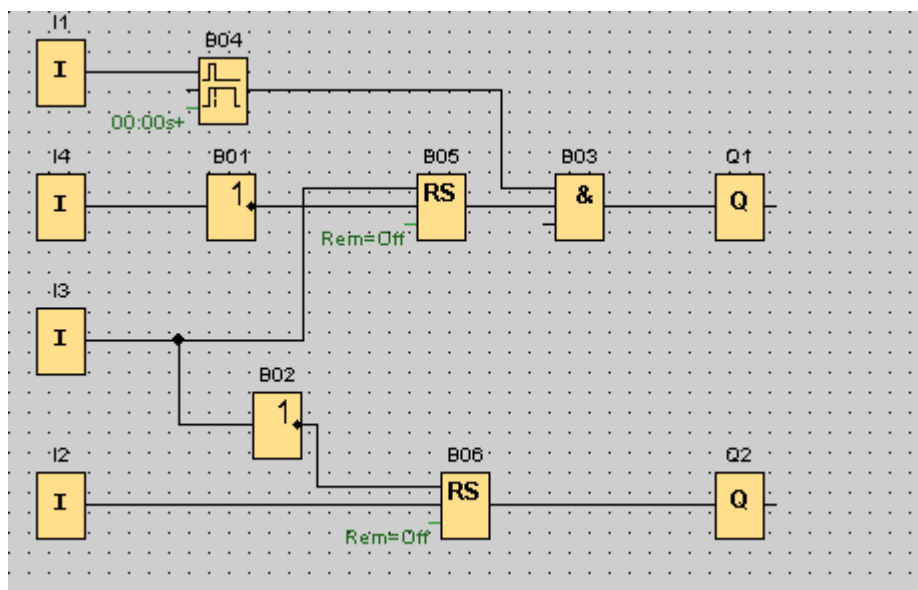 I1
I
B04
00:00s+
I4
I
B01
1
B05
RS
Rem=Off
B03
&
Q1
Q
I3
I
B02
1
I2
I
B06
RS
Rem=Off
Q2
Q